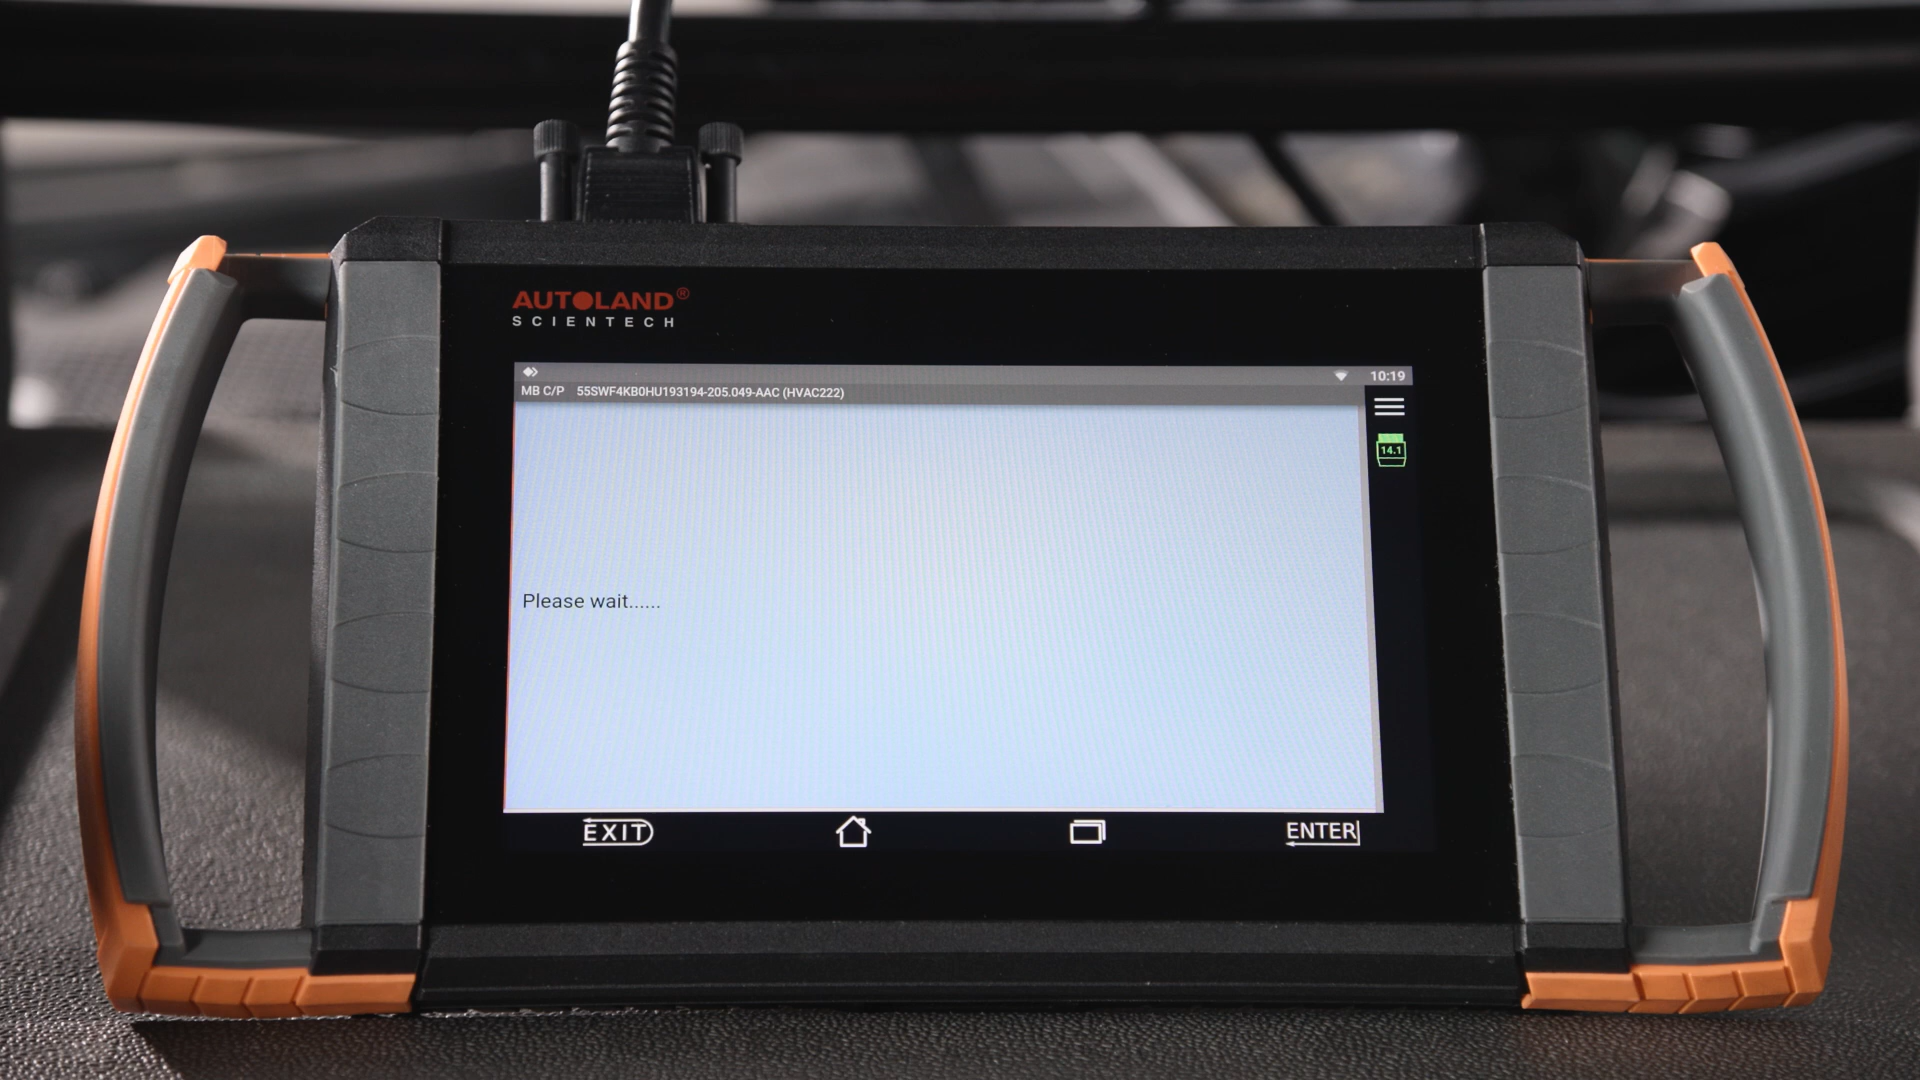 AUTOLAND®
SCIENTECH
10:19
MB C/P 55SWF4KB0HU193194-205.049-AAC (HVAC222)
14.1
Please wait......
EXIT
ENTER